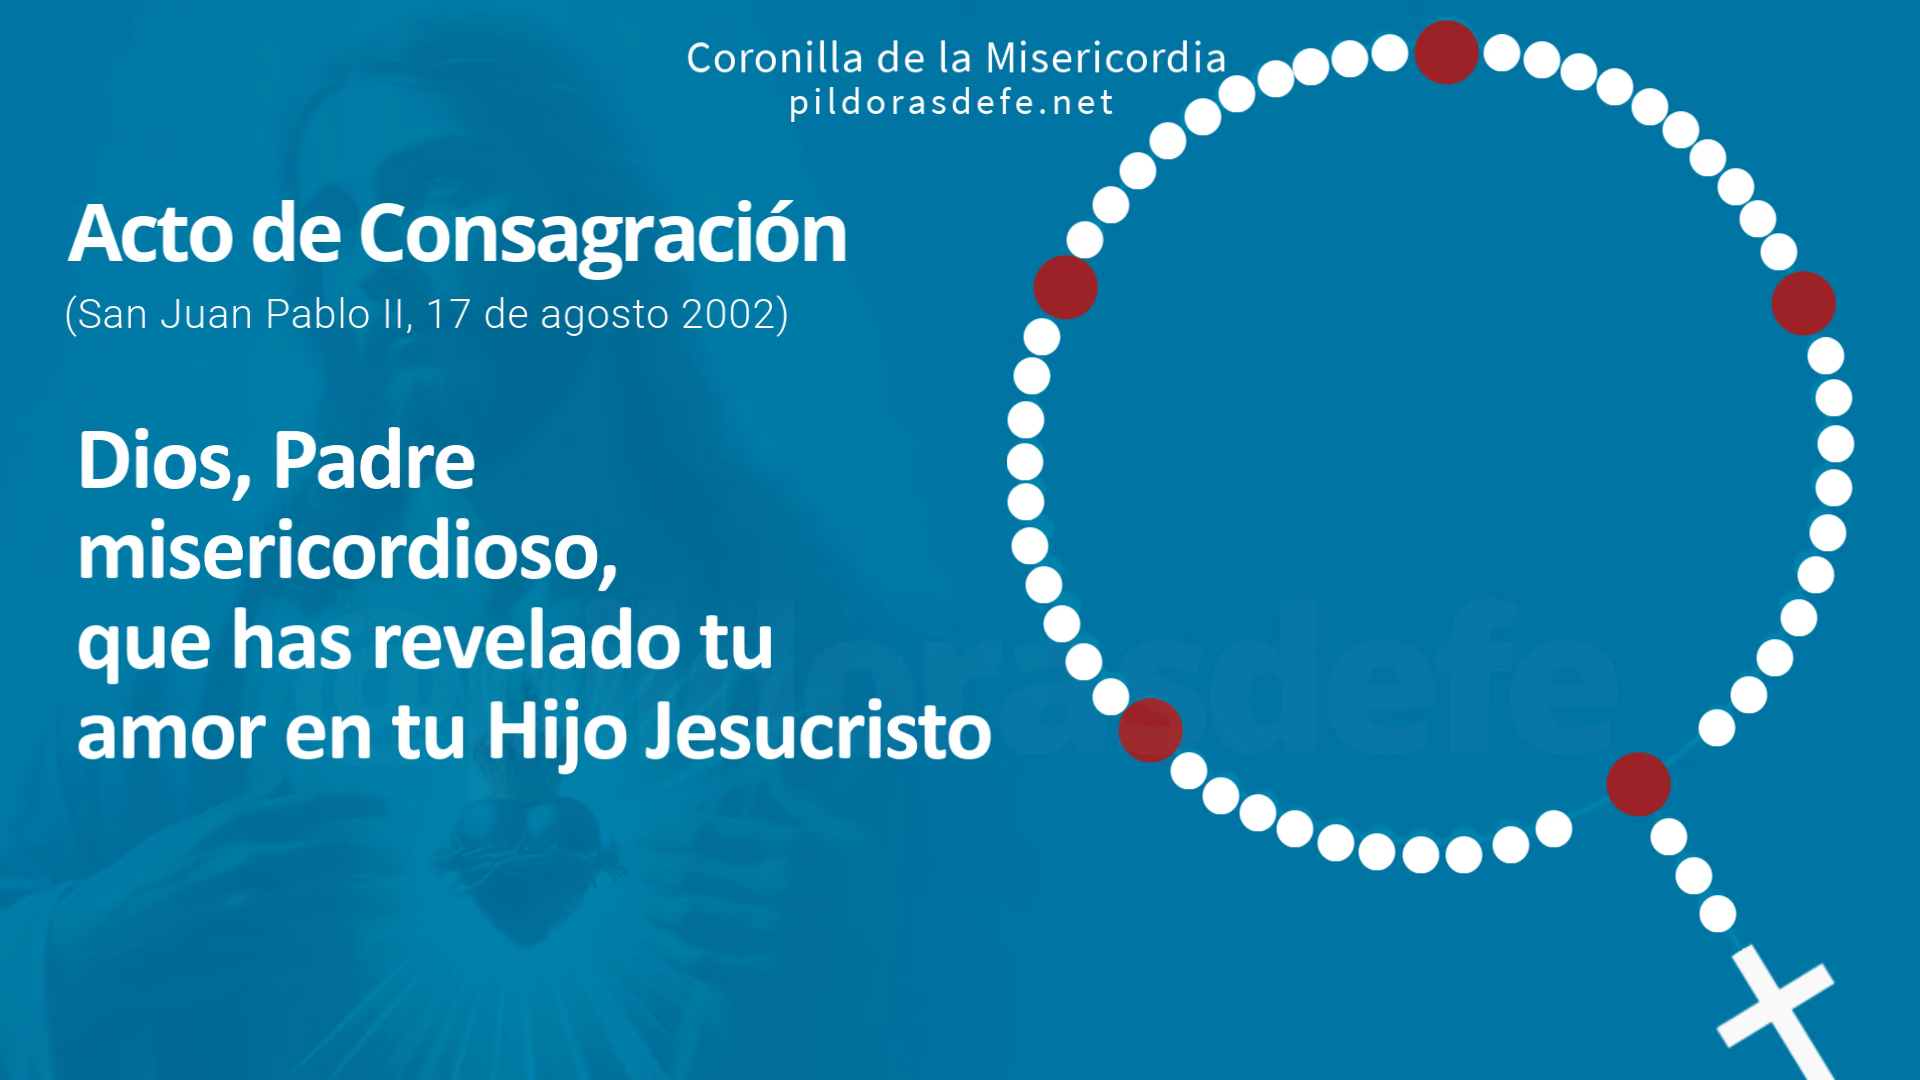 Coronilla de la Misericordia
pildorasdefe.net
Acto de Consagración
(San Juan Pablo II, 17 de agosto 2002)
Dios, Padre
misericordioso,
que has revelado tu
amor en tu Hijo Jesucristo